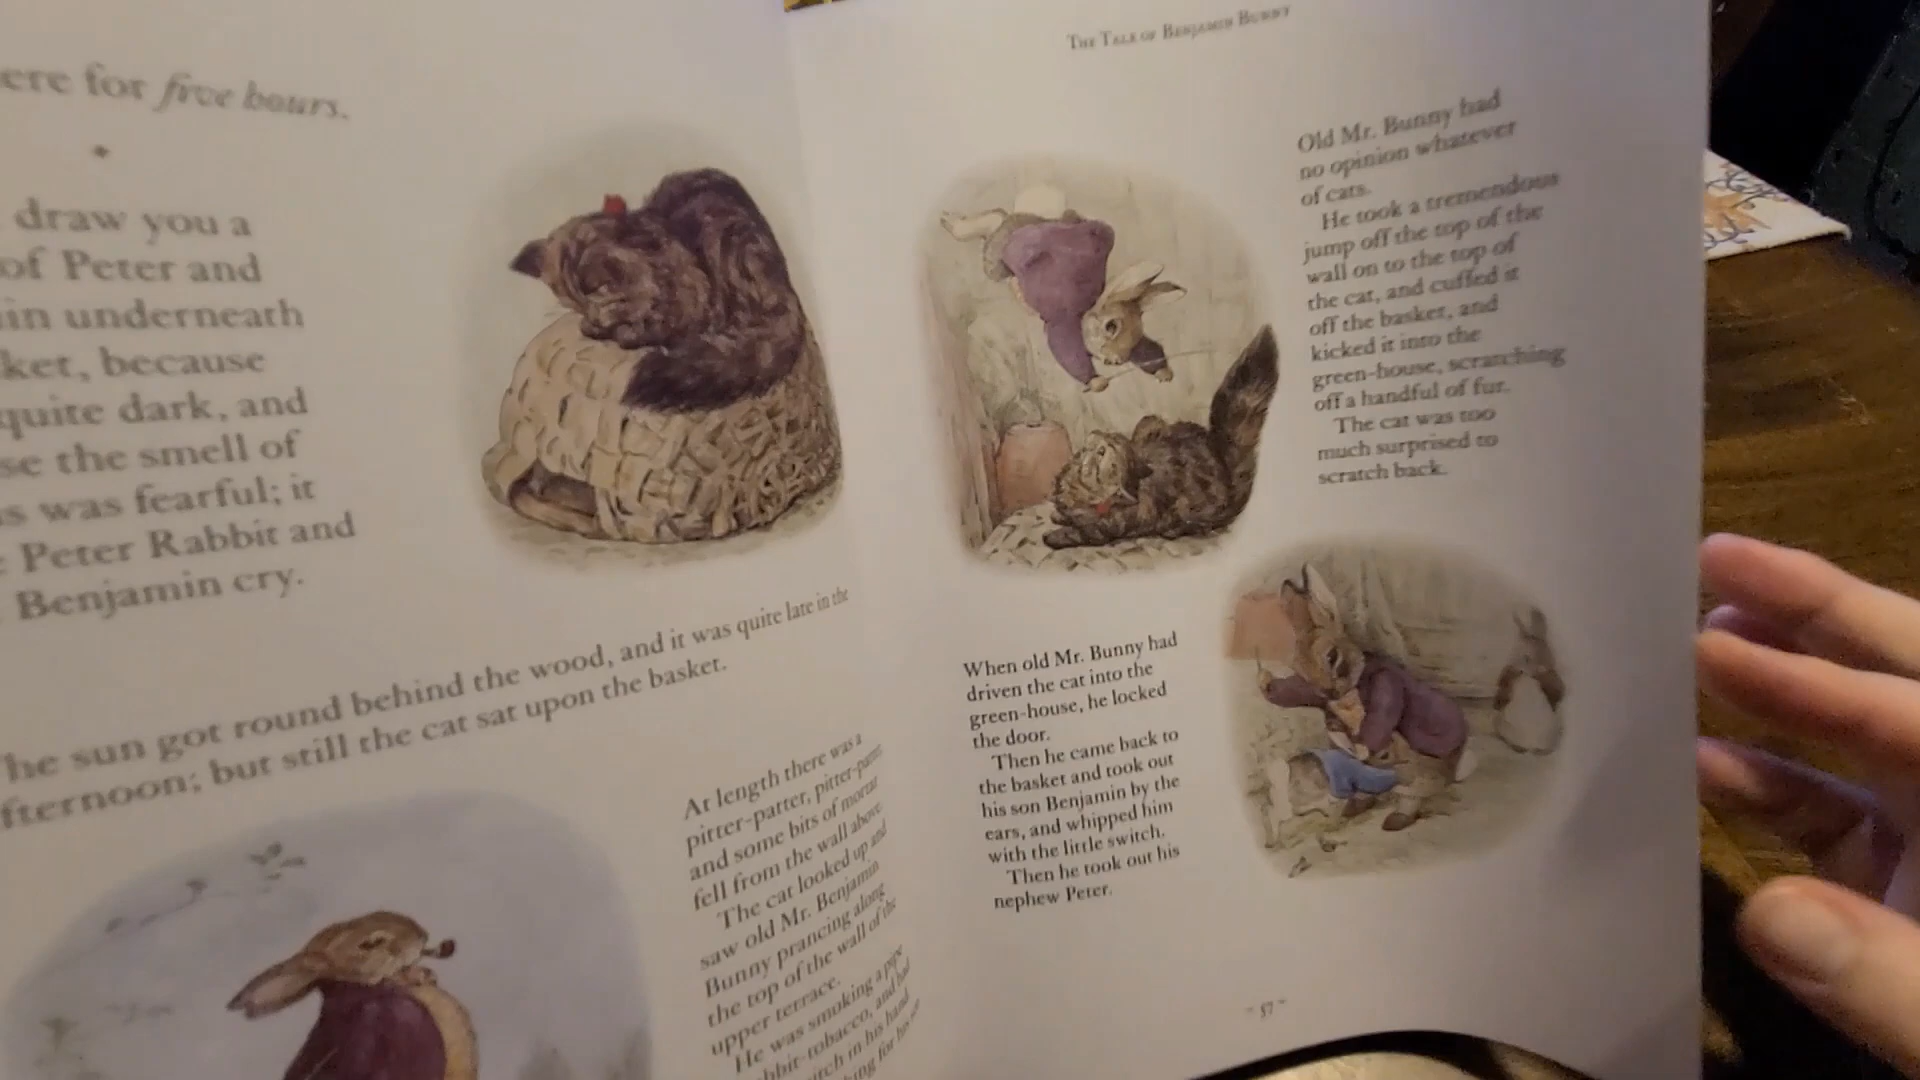 ere for five hours.
draw you a
of Peter and
in underneath
ket, because
quite dark, and
se the smell of
s was fearful; it
Peter Rabbit and
Benjamin cry.
he sun got round behind the wood, and it was quite late in the
fternoon; but still the cat sat upon the basket.
At length there was a
pitter-patter, pitter-patter,
and some bits of mortar
fell from the wall above.
The cat looked up and
saw old Mr. Benjamin
Bunny prancing along
the top of the wall of the
upper terrace.
He was smoking a pipe
bbit-tobacco, and had
itch in his hand
THE TALE OF BENJAMIN BUNNY
Old Mr. Bunny had
no opinion whatever
of cats.
He took a tremendous
jump off the top of the
wall on to the top of
the cat, and cuffed it
off the basket, and
kicked it into the
green-house, scratching
off a handful of fur.
The cat was too
much surprised to
scratch back.
When old Mr. Bunny had
driven the cat into the
green-house, he locked
the door.
Then he came back to
the basket and took out
his son Benjamin by the
ears, and whipped him
with the little switch.
Then he took out his
nephew Peter.
~ 57 ~